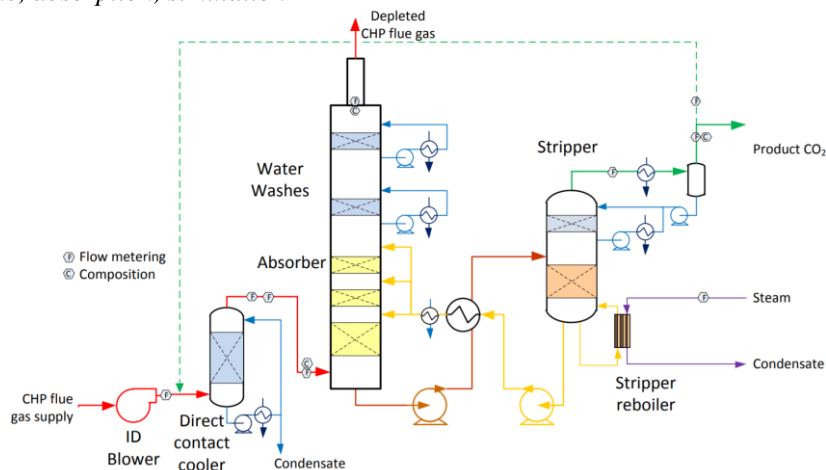 Depleted
CHP flue gas
F
F
C
F
C
Product CO₂
Stripper
F
Water
Washes
F Flow metering
C Composition
Absorber
F
F
F
Steam
C
F
Condensate
Stripper
reboiler
CHP flue
gas supply
F
ID
Blower
Direct
contact
cooler
Condensate